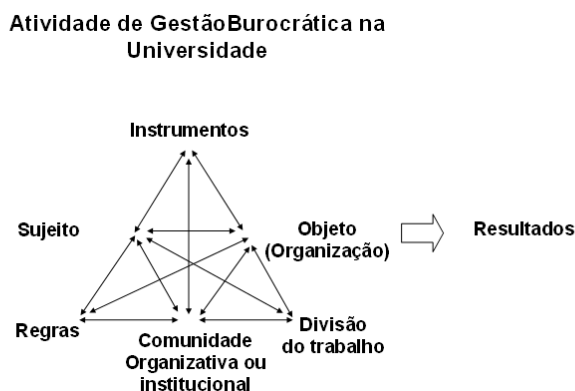 Atividade de GestãoBurocrática na
Universidade
Instrumentos
Sujeito
Objeto
(Organização)
Resultados
Regras
Comunidade
Organizativa ou
institucional
Divisão
do trabalho